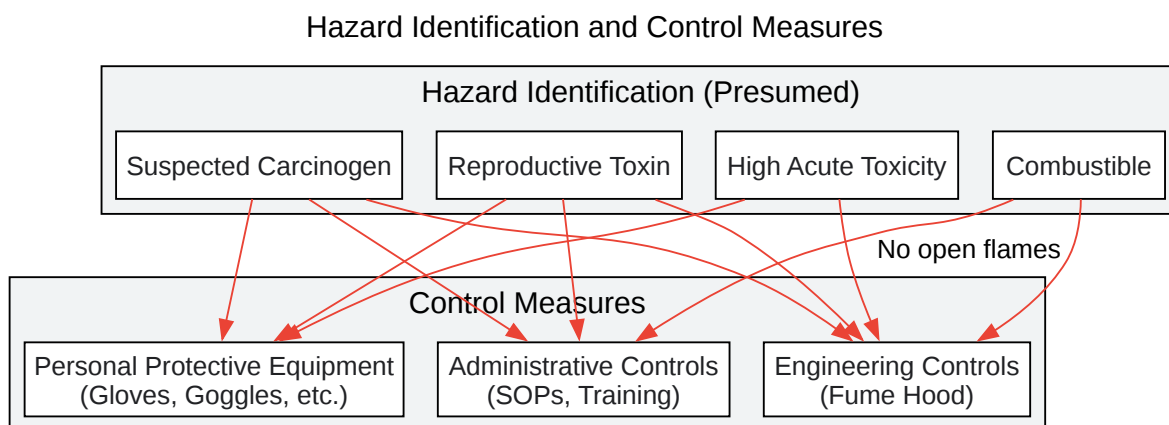 Hazard Identification and Control Measures
Hazard Identification (Presumed)
Suspected Carcinogen
Reproductive Toxin
High Acute Toxicity
Combustible
No open flames
Control Measures
Personal Protective Equipment
(Gloves, Goggles, etc.)
Administrative Controls
(SOPs, Training)
Engineering Controls
(Fume Hood)